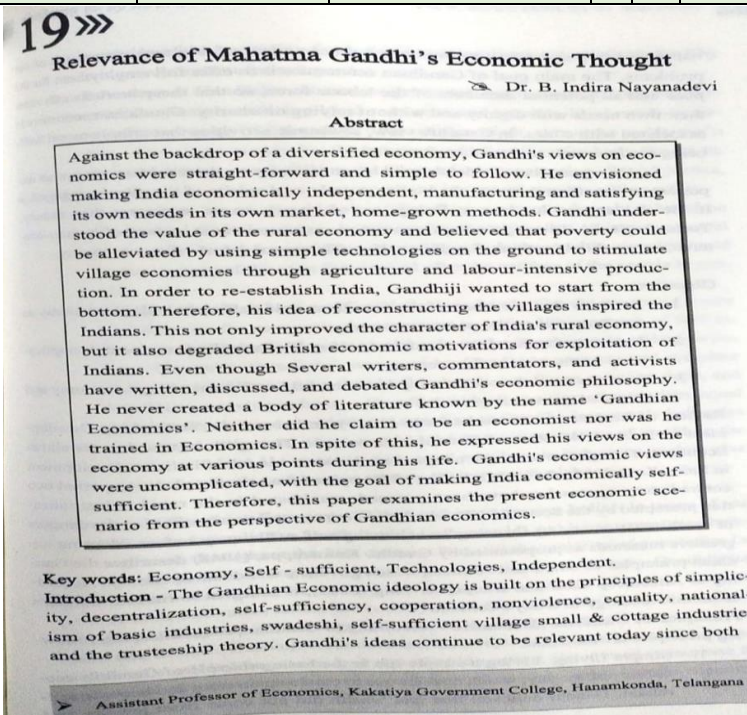 19>>>
Relevance of Mahatma Gandhi's Economic Thought
Dr. B. Indira Nayanadevi
Abstract
Against the backdrop of a diversified economy, Gandhi's views on eco-
nomics were straight-forward and simple to follow. He envisioned
making India economically independent, manufacturing and satisfying
its own needs in its own market, home-grown methods. Gandhi under-
stood the value of the rural economy and believed that poverty could
be alleviated by using simple technologies on the ground to stimulate
village economies through agriculture and labour-intensive produc-
tion. In order to re-establish India, Gandhiji wanted to start from the
bottom. Therefore, his idea of reconstructing the villages inspired the
Indians. This not only improved the character of India's rural economy,
but it also degraded British economic motivations for exploitation of
Indians. Even though Several writers, commentators, and activists
have written, discussed, and debated Gandhi's economic philosophy.
He never created a body of literature known by the name ‘Gandhian
Economics’. Neither did he claim to be an economist nor was he
trained in Economics. In spite of this, he expressed his views on the
economy at various points during his life. Gandhi's economic views
were uncomplicated, with the goal of making India economically self-
sufficient. Therefore, this paper examines the present economic sce-
nario from the perspective of Gandhian economics.
Key words: Economy, Self - sufficient, Technologies, Independent.
Introduction - The Gandhian Economic ideology is built on the principles of simplic-
ity, decentralization, self-sufficiency, cooperation, nonviolence, equality, national-
ism of basic industries, swadeshi, self-sufficient village small & cottage industrie
and the trusteeship theory. Gandhi's ideas continue to be relevant today since both
Assistant Professor of Economics, Kakatiya Government College, Hanamkonda, Telangana